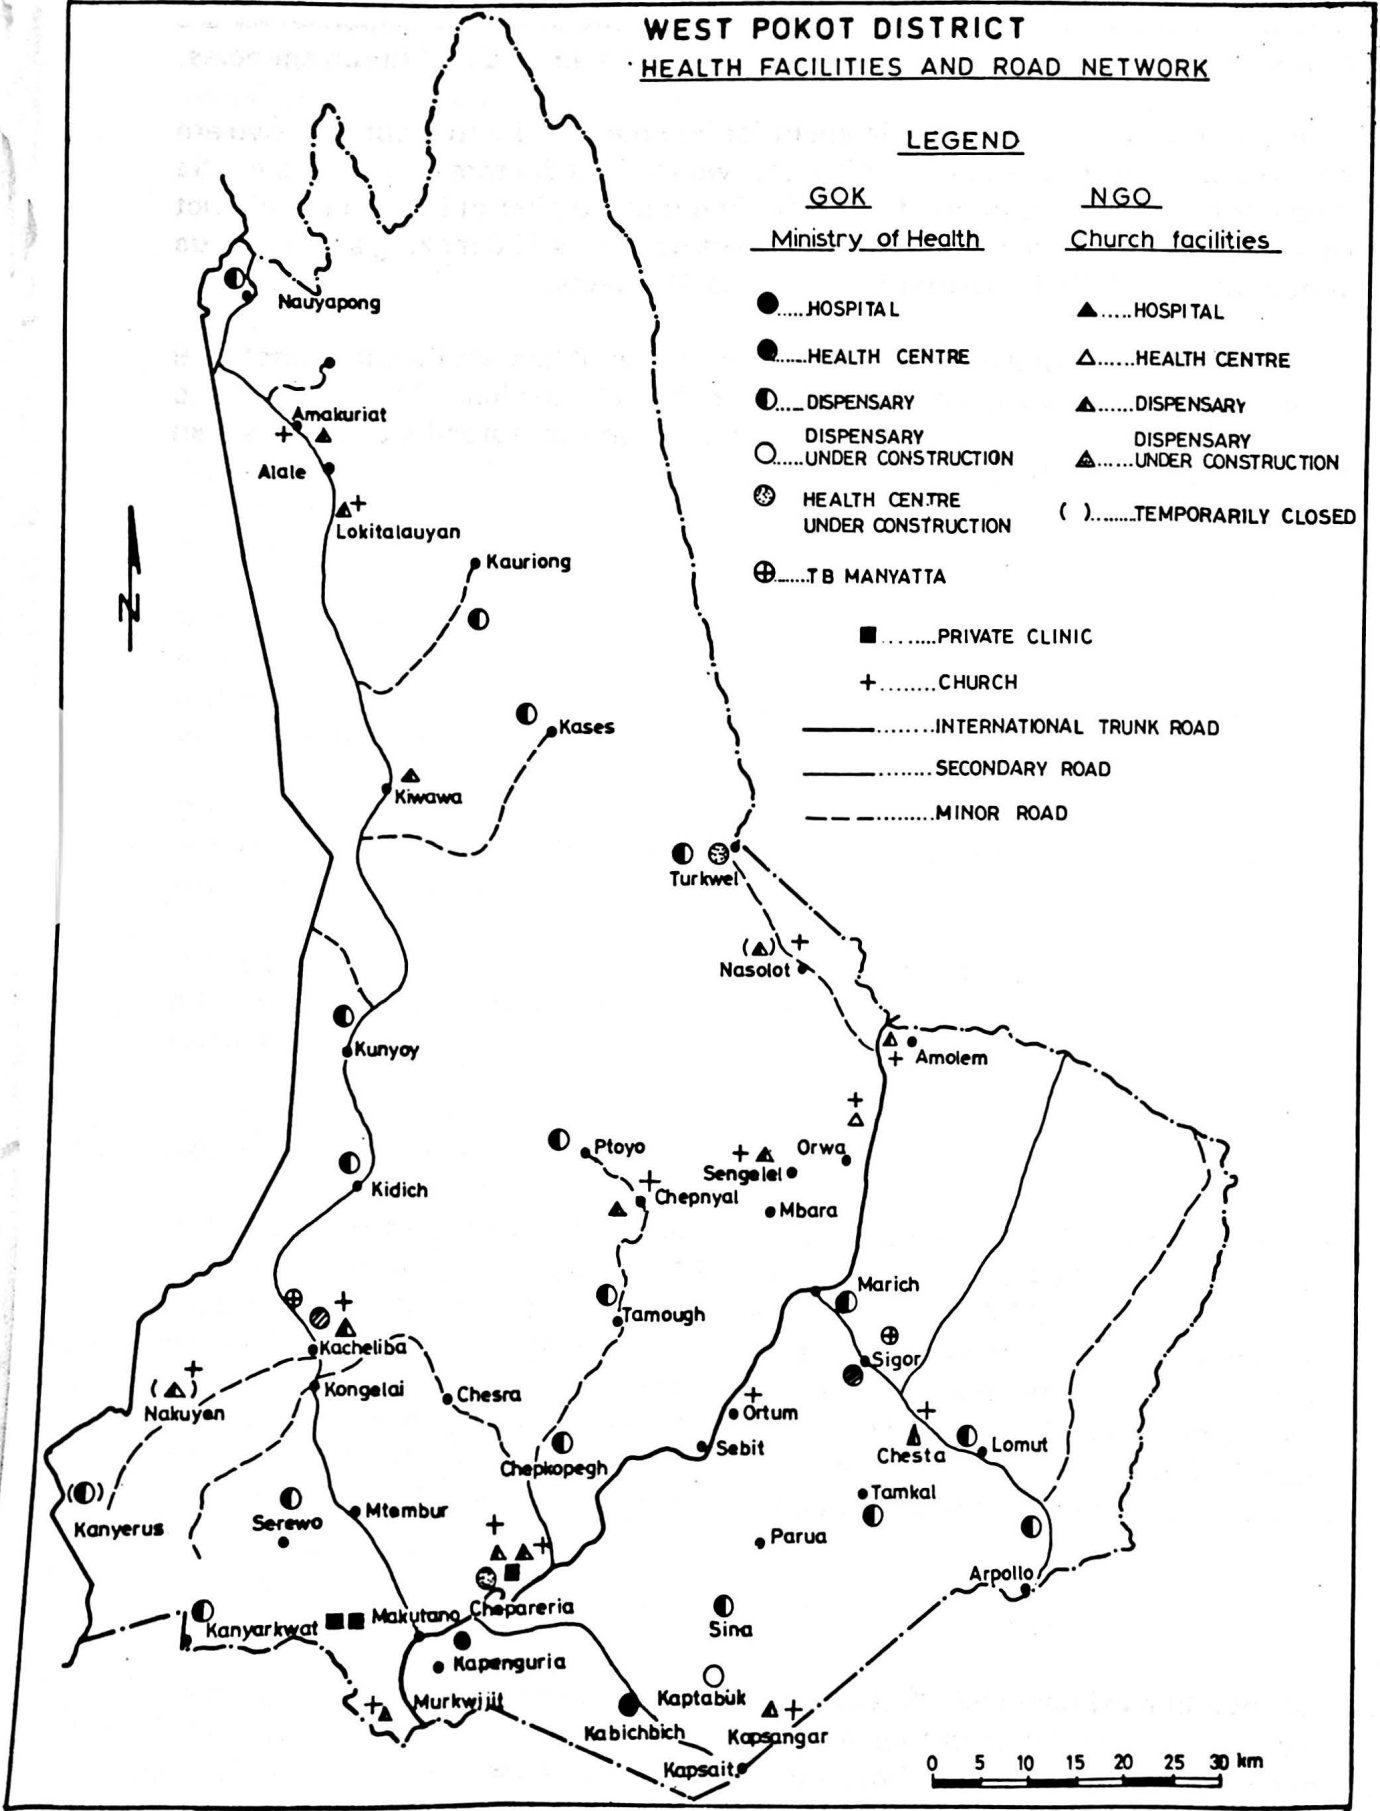 WEST POKOT DISTRICT
HEALTH FACILITIES AND ROAD NETWORK
LEGEND
GOK
Ministry of Health
HOSPITAL
HEALTH CENTRE
DISPENSARY
DISPENSARY
UNDER CONSTRUCTION
HEALTH CENTRE
UNDER CONSTRUCTION
TB MANYATTA
NGO
Church facilities
HOSPITAL
HEALTH CENTRE
DISPENSARY
DISPENSARY
UNDER CONSTRUCTION
( ) TEMPORARILY CLOSED
PRIVATE CLINIC
CHURCH
INTERNATIONAL TRUNK ROAD
SECONDARY ROAD
MINOR ROAD
N
Nauyapong
Amakuriat
Alale
Lokitalauyan
Kauriong
Kases
Kiwawa
Turkwel
Nasolot
Kunyoy
Amolem
Ptoyo
Orwa
Sengelel
Kidich
Chepnyal
Mbara
Marich
Tamough
Kacheliba
Sigor
Kongelai
Chesra
Nakuyen
Ortum
Sebit
Lomut
Chesta
Chepkopegh
Tamkal
Kanyerus
Serewo
Mtembur
Parua
Arpollo
Kanyarkwat
Makutano
Chepareria
Sina
Kapenguria
Murkwijit
Kaptabuk
Kabichbich
Kapsangar
Kapsait
0 5 10 15 20 25 30 km